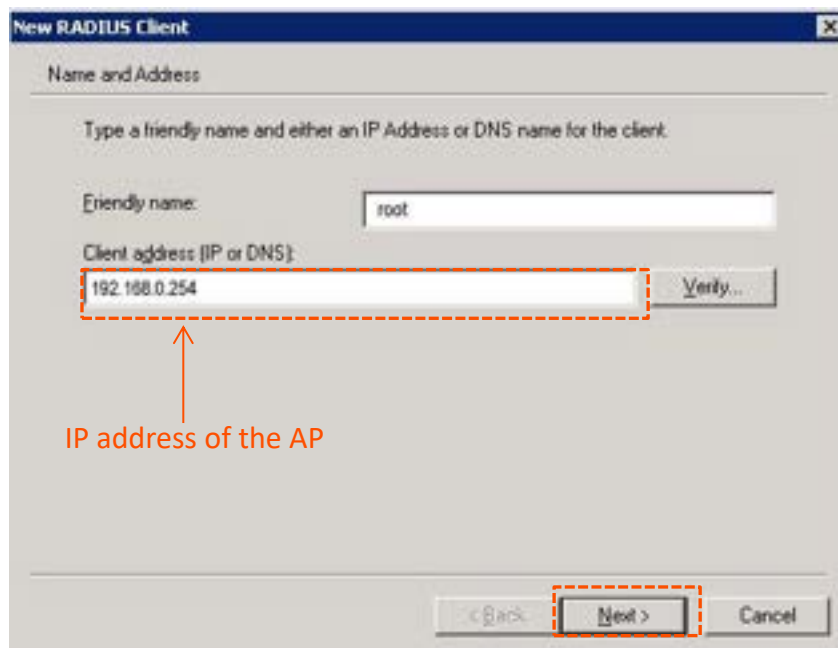 New RADIUS Client
Name and Address
Type a friendly name and either an IP Address or DNS name for the client.
Friendly name:
root
Client address (IP or DNS):
192.168.0.254
Verify...
IP address of the AP
< Back
Next >
Cancel